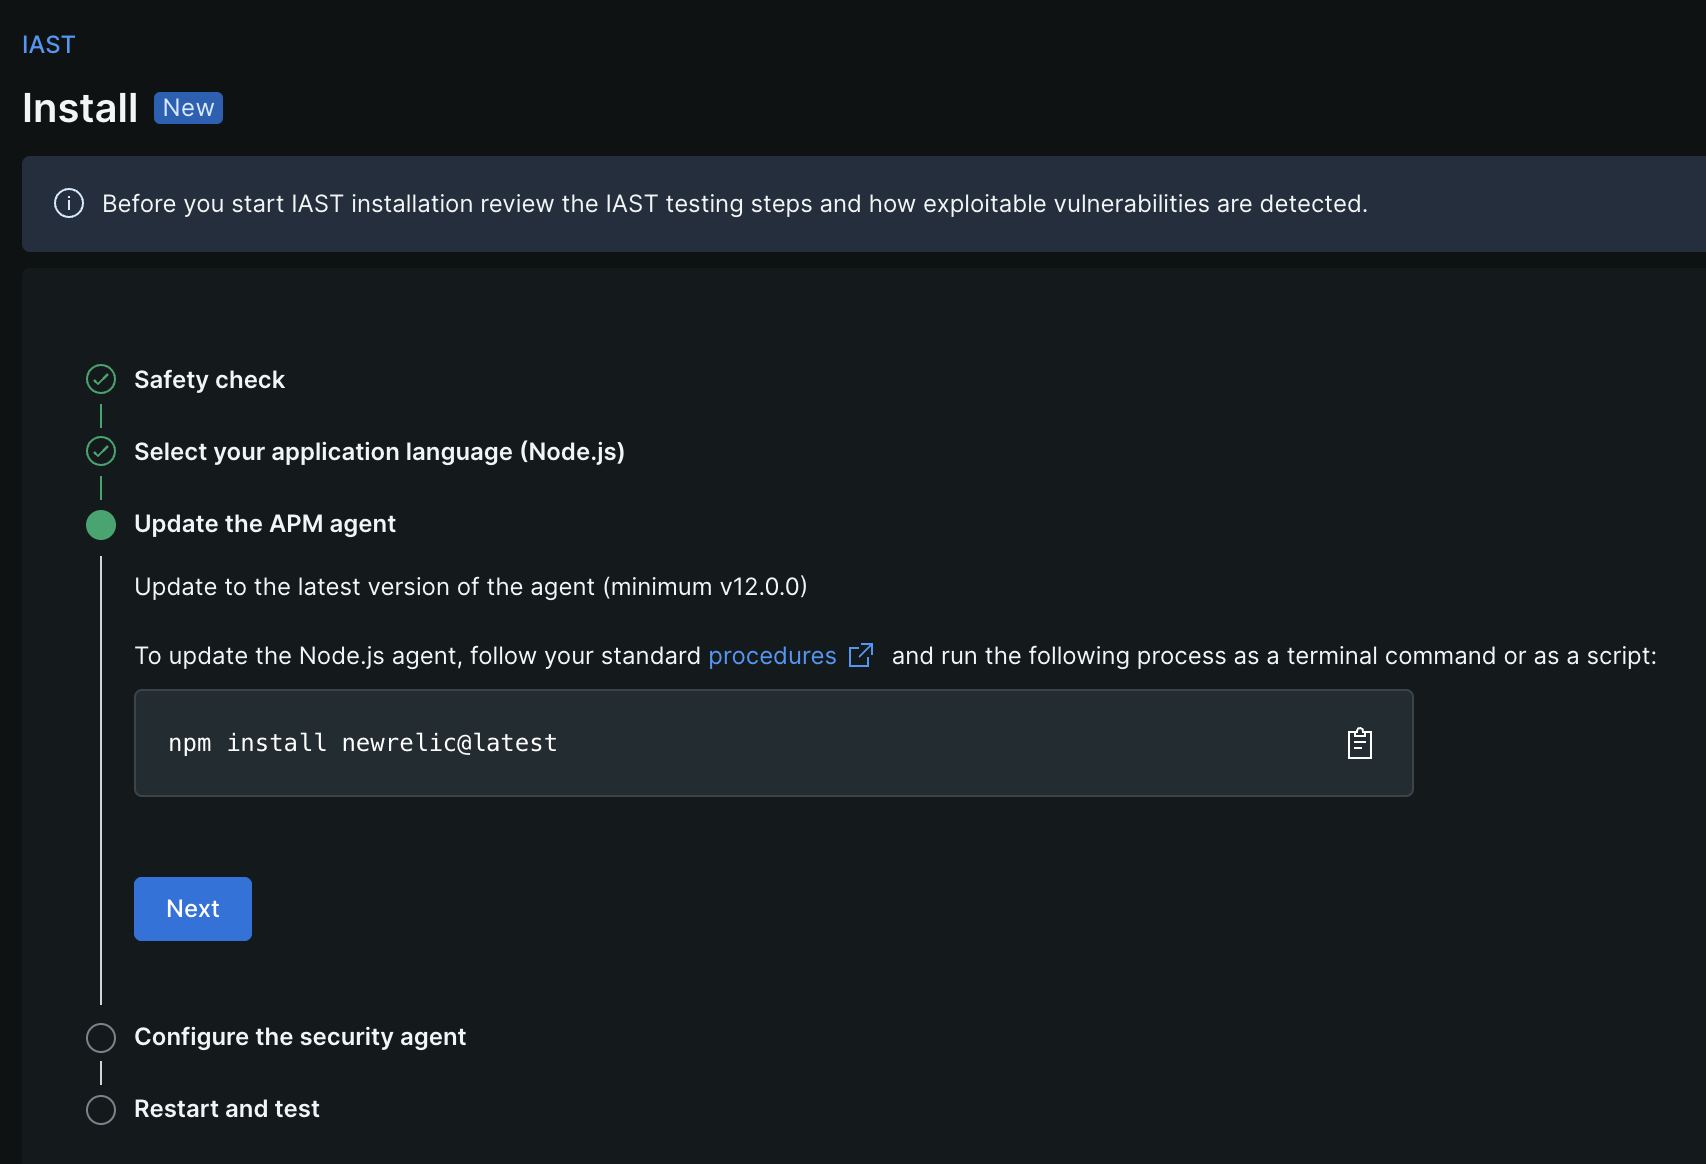 IAST
Install New
Before you start IAST installation review the IAST testing steps and how exploitable vulnerabilities are detected.
Safety check
Select your application language (Node.js)
Update the APM agent
Update to the latest version of the agent (minimum v12.0.0)
To update the Node.js agent, follow your standard procedures and run the following process as a terminal command or as a script:
npm install newrelic@latest
Next
Configure the security agent
Restart and test